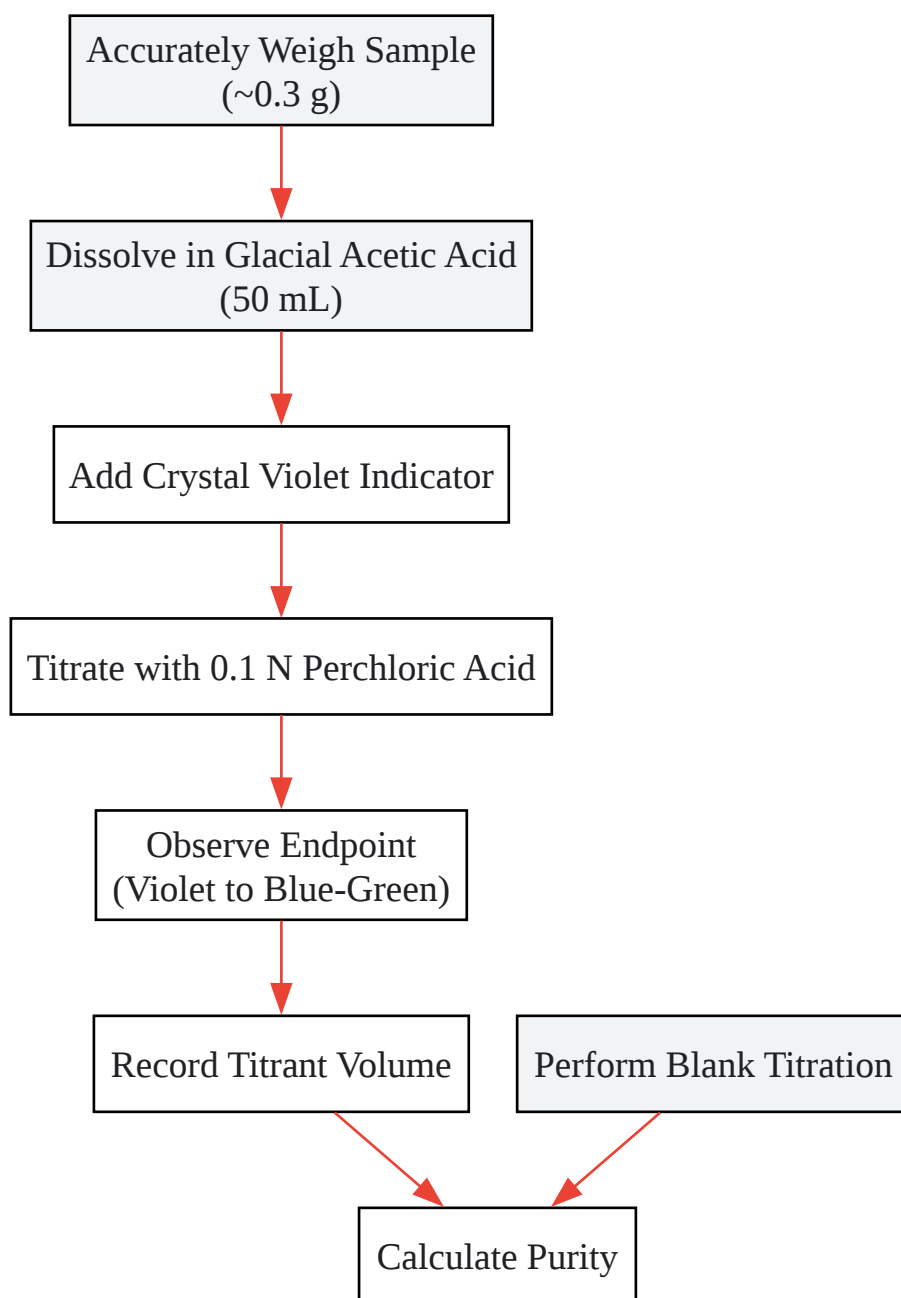 Accurately Weigh Sample
(~0.3 g)
Dissolve in Glacial Acetic Acid
(50 mL)
Add Crystal Violet Indicator
Titrate with 0.1 N Perchloric Acid
Observe Endpoint
(Violet to Blue-Green)
Record Titrant Volume
Perform Blank Titration
Calculate Purity